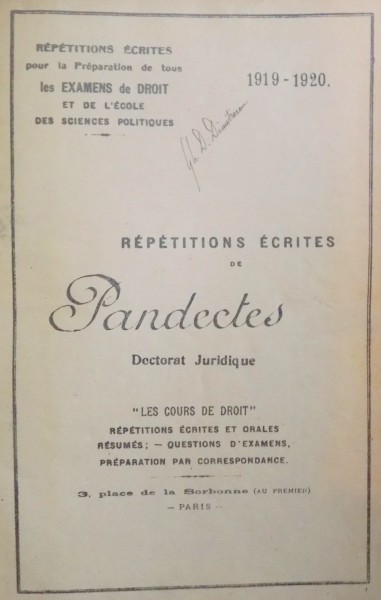 RÉPÉTITIONS ÉCRITES
pour la Préparation de tous
les EXAMENS de DROIT
ET DE L'ÉCOLE
DES SCIENCES POLITIQUES
1919-1920.
RÉPÉTITIONS ÉCRITES
DE
Pandectes
Doctorat Juridique
"LES COURS DE DROIT"
RÉPÉTITIONS ÉCRITES ET ORALES
RÉSUMÉS; — QUESTIONS D'EXAMENS,
PRÉPARATION PAR CORRESPONDANCE.
3, place de la Sorbonne (AU PREMIER)
— PARIS —